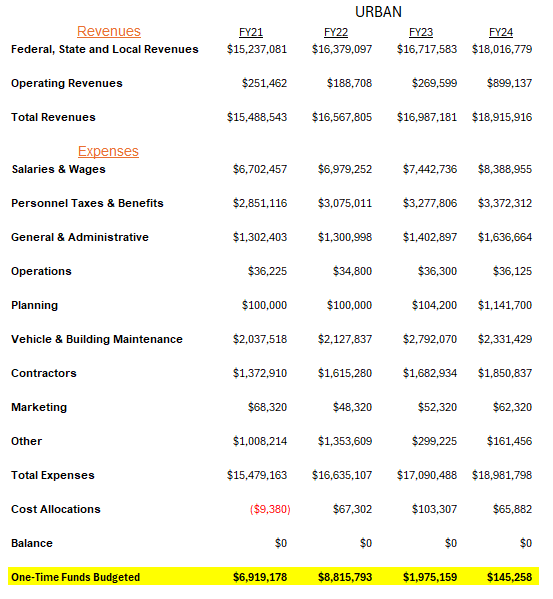 URBAN
Revenues FY21 FY22 FY23 FY24
Federal, State and Local Revenues $15,237,081 $16,379,097 $16,717,583 $18,016,779
Operating Revenues $251,462 $188,708 $269,599 $899,137
Total Revenues $15,488,543 $16,567,805 $16,987,181 $18,915,916
Expenses
Salaries & Wages $6,702,457 $6,979,252 $7,442,736 $8,388,955
Personnel Taxes & Benefits $2,851,116 $3,075,011 $3,277,806 $3,372,312
General & Administrative $1,302,403 $1,300,998 $1,402,897 $1,636,664
Operations $36,225 $34,800 $36,300 $36,125
Planning $100,000 $100,000 $104,200 $1,141,700
Vehicle & Building Maintenance $2,037,518 $2,127,837 $2,792,070 $2,331,429
Contractors $1,372,910 $1,615,280 $1,682,934 $1,850,837
Marketing $68,320 $48,320 $52,320 $62,320
Other $1,008,214 $1,353,609 $299,225 $161,456
Total Expenses $15,479,163 $16,635,107 $17,090,488 $18,981,798
Cost Allocations ($9,380) $67,302 $103,307 $65,882
Balance $0 $0 $0 $0
One-Time Funds Budgeted $6,919,178 $8,815,793 $1,975,159 $145,258